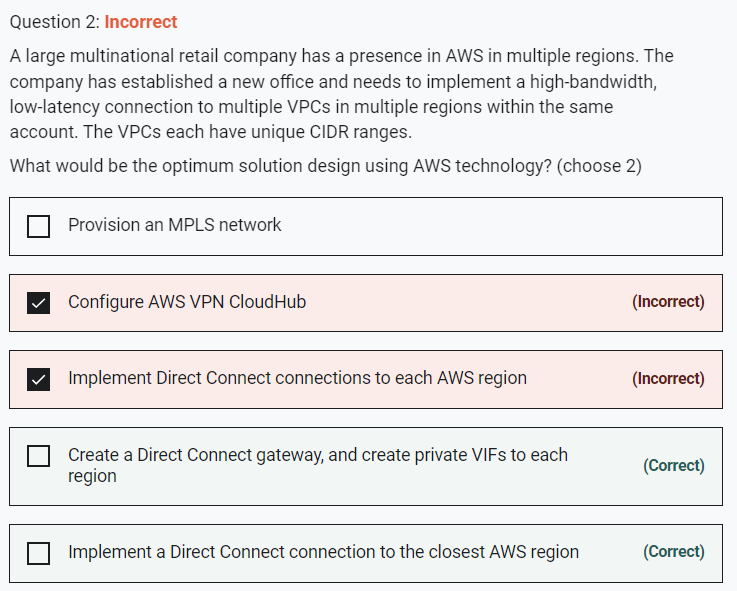 Question 2: Incorrect
A large multinational retail company has a presence in AWS in multiple regions. The
company has established a new office and needs to implement a high-bandwidth,
low-latency connection to multiple VPCs in multiple regions within the same
account. The VPCs each have unique CIDR ranges.
What would be the optimum solution design using AWS technology? (choose 2)
Provision an MPLS network
Configure AWS VPN CloudHub (Incorrect)
Implement Direct Connect connections to each AWS region (Incorrect)
Create a Direct Connect gateway, and create private VIFs to each
region (Correct)
Implement a Direct Connect connection to the closest AWS region (Correct)